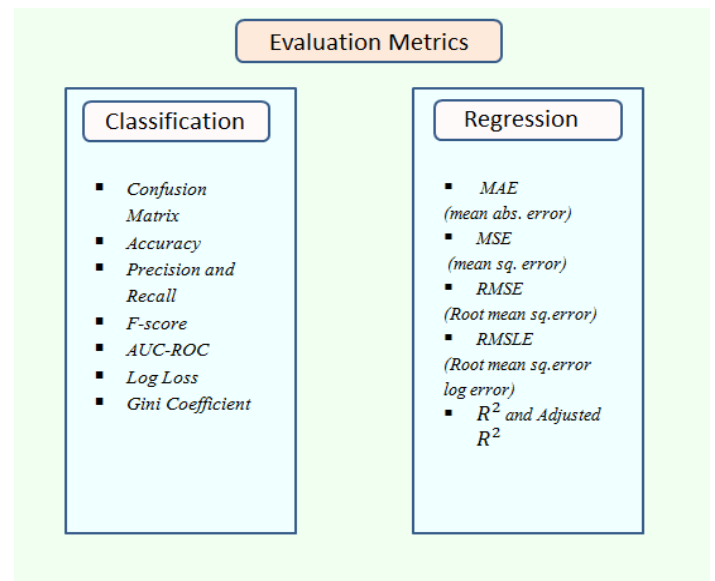 Evaluation Metrics
Classification
▪ Confusion
Matrix
▪ Accuracy
▪ Precision and
Recall
▪ F-score
▪ AUC-ROC
▪ Log Loss
▪ Gini Coefficient
Regression
▪ MAE
(mean abs. error)
▪ MSE
(mean sq. error)
▪ RMSE
(Root mean sq.error)
▪ RMSLE
(Root mean sq.error
log error)
▪ R² and Adjusted
R²